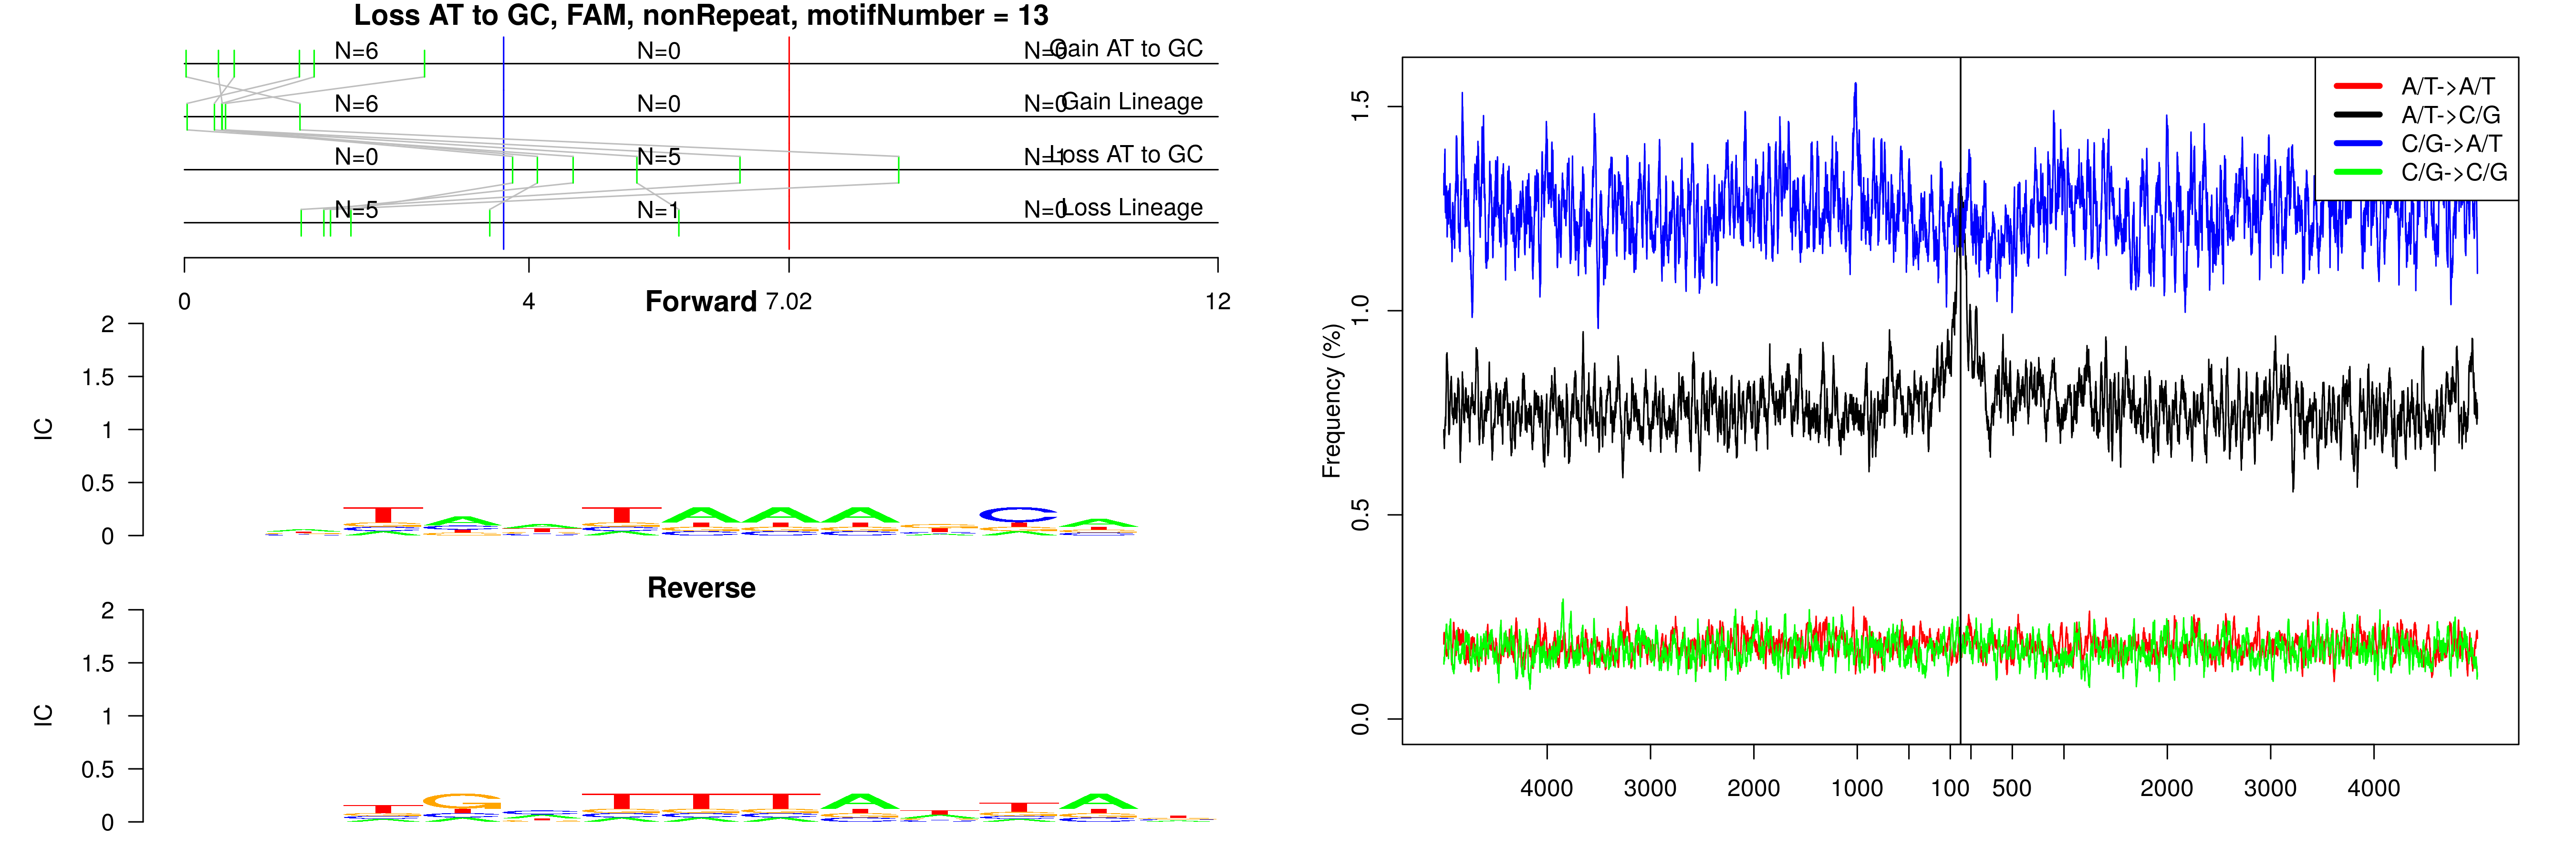 Loss AT to GC, FAM, nonRepeat, motifNumber = 13
N=6 N=0 N=0 Gain AT to GC
N=6 N=0 N=0 Gain Lineage
N=0 N=5 N=1 Loss AT to GC
N=5 N=1 N=0 Loss Lineage
0 4 7.02 12
Forward
2
1.5
1
0.5
0
IC
Reverse
2
1.5
1
0.5
0
IC
A/T->A/T
A/T->C/G
C/G->A/T
C/G->C/G
1.5
1.0
0.5
0.0
Frequency (%)
4000 3000 2000 1000 100 500 2000 3000 4000